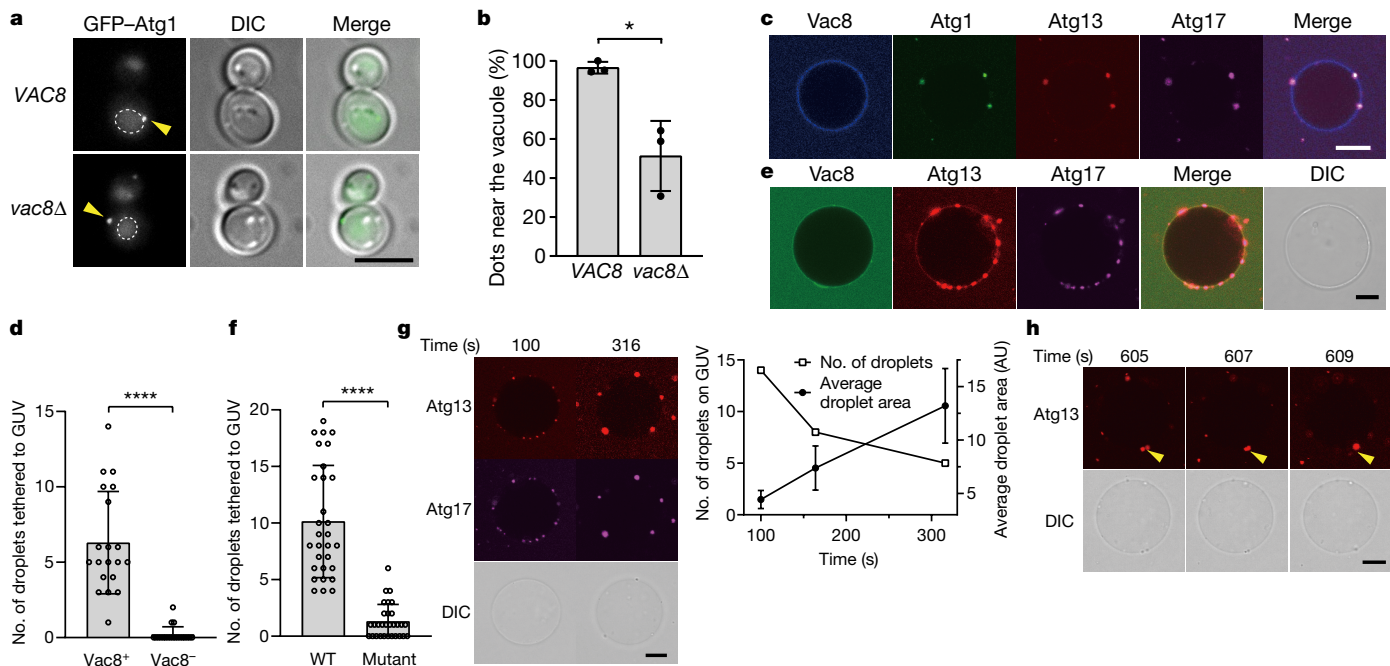 a
GFP–Atg1 DIC Merge
VAC8
vac8Δ
b
*
Dots near the vacuole (%)
120
100
80
60
40
20
0
VAC8 vac8Δ
c
Vac8 Atg1 Atg13 Atg17 Merge
e
Vac8 Atg13 Atg17 Merge DIC
d
****
No. of droplets tethered to GUV
15
10
5
0
Vac8⁺ Vac8⁻
f
****
No. of droplets tethered to GUV
20
15
10
5
0
WT Mutant
g
Time (s) 100 316
Atg13
Atg17
DIC
No. of droplets
Average
droplet area
No. of droplets on GUV
15
10
5
0
Average droplet area (AU)
15
10
5
100 200 300
Time (s)
h
Time (s) 605 607 609
Atg13
DIC